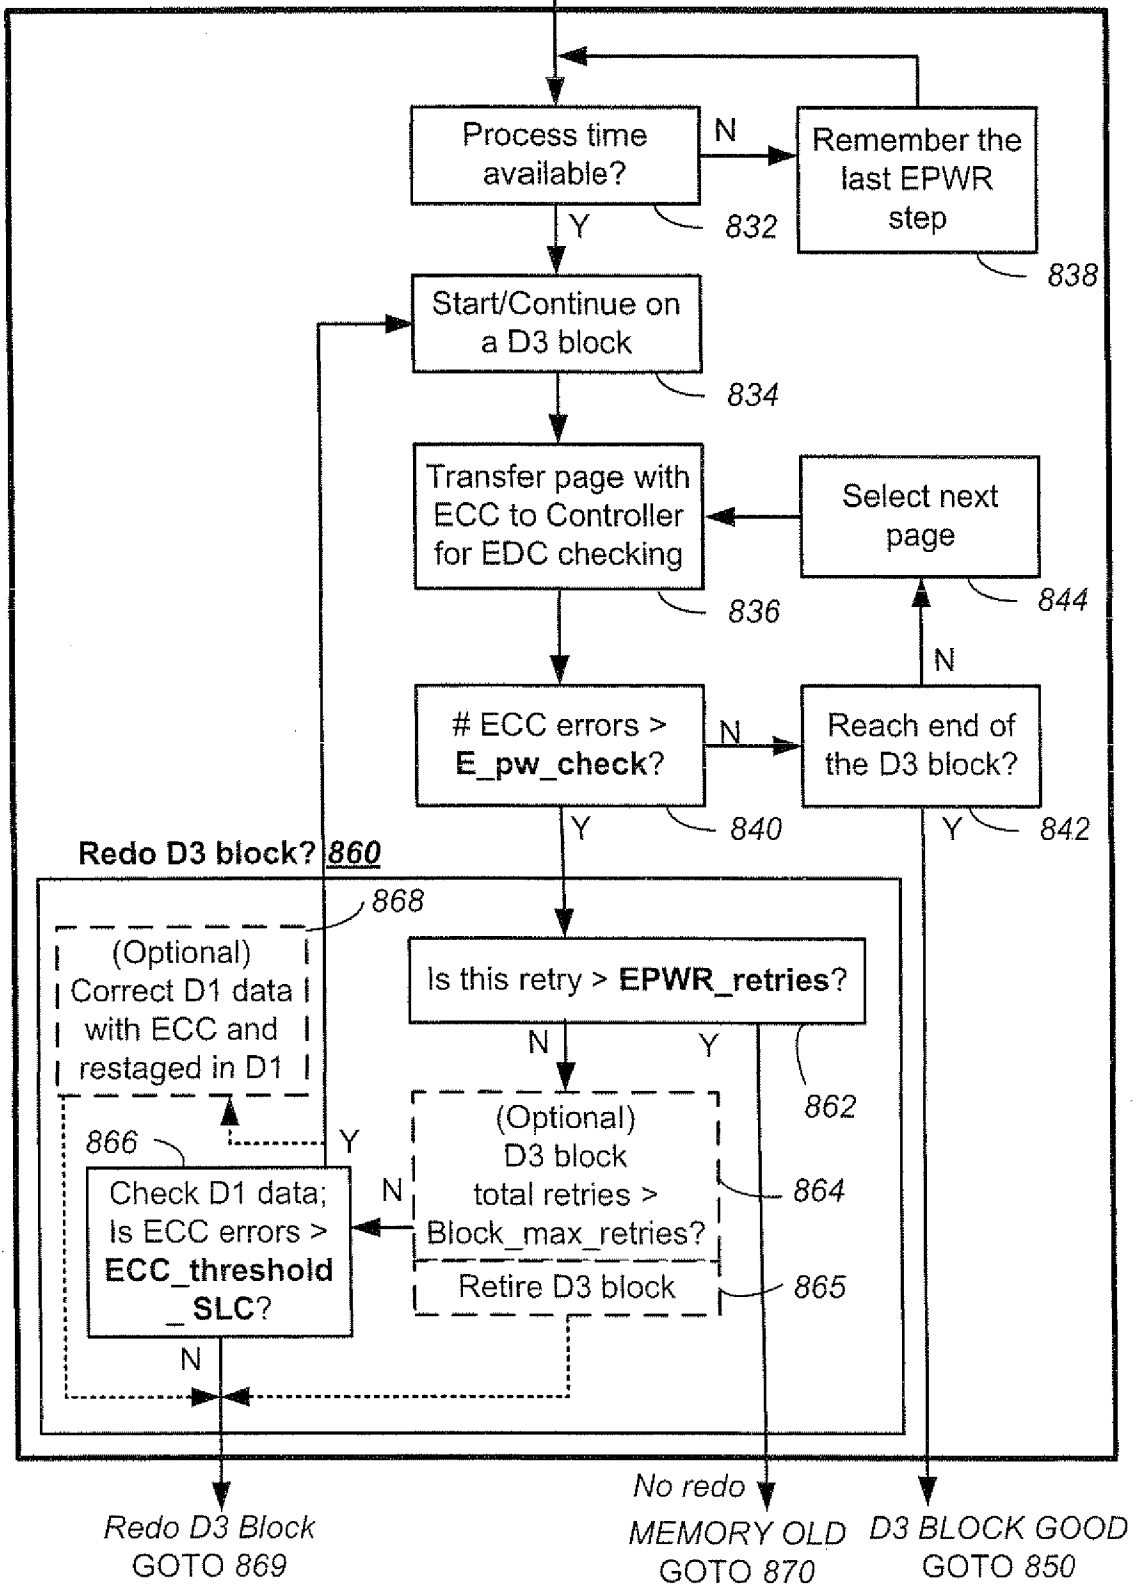 Process time
available?
N
Remember the
last EPWR
step
832
838
Y
Start/Continue on
a D3 block
834
Transfer page with
ECC to Controller
for EDC checking
836
Select next
page
844
N
# ECC errors >
E_pw_check?
840
N
Reach end of
the D3 block?
842
Y
Y
Redo D3 block? 860
868
(Optional)
Correct D1 data
with ECC and
restaged in D1
Is this retry > EPWR_retries?
N
Y
862
(Optional)
D3 block
total retries >
Block_max_retries?
864
Retire D3 block
865
866
Y
N
Check D1 data;
Is ECC errors >
ECC_threshold
_ SLC?
N
Redo D3 Block
GOTO 869
No redo
MEMORY OLD
GOTO 870
D3 BLOCK GOOD
GOTO 850